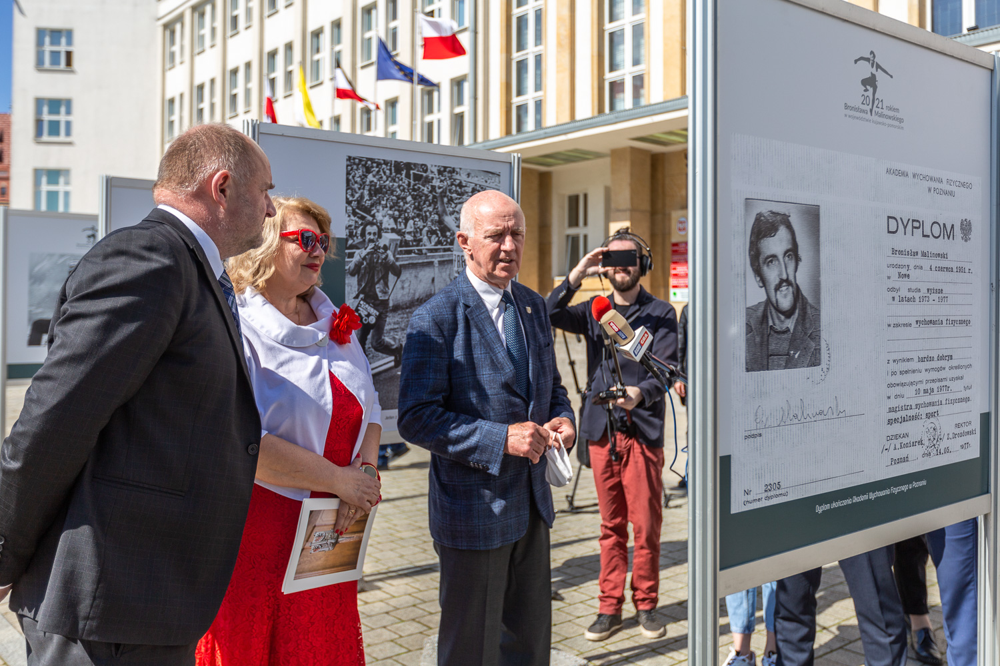 2021 rokiem
Bronisława Malinowskiego
w województwie kujawsko-pomorskim
AKADEMIA WYCHOWANIA FIZYCZNEGO
W POZNANIU
DYPLOM
Bronisław Malinowski
urodzony dnia 4 czerwca 1951 r.
w Nowe
odbył studia wyższe
w latach 1973 - 1977
w zakresie wychowania fizycznego
z wynikiem bardzo dobrym
i po spełnieniu wymogów określonych
obowiązującymi przepisami uzyskał
w dniu 10 maja 1977r. tytuł
magistra wychowania fizycznego
specjalność: sport
DZIEKAN REKTOR
/-/ A.Koniarek /-/ Z.Drozdowski
Poznań, dnia 14.05. 1977r.
podpis
Nr 2305
(numer dyplomu)
Dyplom ukończenia Akademii Wychowania Fizycznego w Poznaniu